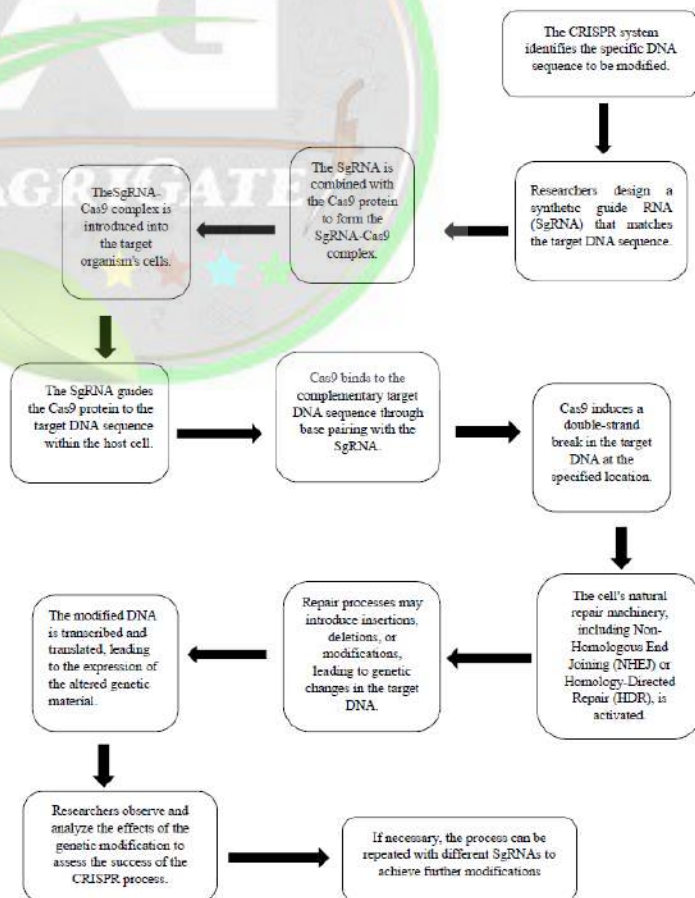 The CRISPR system
identifies the specific DNA
sequence to be modified.
Researchers design a
synthetic guide RNA
(SgRNA) that matches
the target DNA sequence.
The SgRNA is
combined with
the Cas9 protein
to form the
SgRNA-Cas9
complex.
TheSgRNA-
Cas9 complex is
introduced into
the target
organism's cells.
AGRIGATE
The SgRNA guides
the Cas9 protein to the
target DNA sequence
within the host cell.
Cas9 binds to the
complementary target
DNA sequence through
base pairing with the
SgRNA.
Cas9 induces a
double-strand
break in the target
DNA at the
specified location.
The cell's natural
repair machinery,
including Non-
Homologous End
Joining (NHEJ) or
Homology-Directed
Repair (HDR), is
activated.
Repair processes may
introduce insertions,
deletions, or
modifications,
leading to genetic
changes in the target
DNA.
The modified DNA
is transcribed and
translated, leading
to the expression of
the altered genetic
material.
Researchers observe and
analyze the effects of the
genetic modification to
assess the success of the
CRISPR process.
If necessary, the process can be
repeated with different SgRNAs to
achieve further modifications